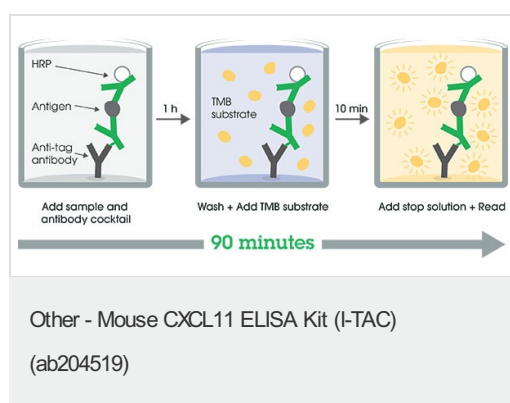 HRP
Antigen
Anti-tag
antibody
1 h
TMB
substrate
10 min
Add sample and
antibody cocktail
Wash + Add TMB substrate
Add stop solution + Read
90 minutes
Other - Mouse CXCL11 ELISA Kit (I-TAC)
(ab204519)